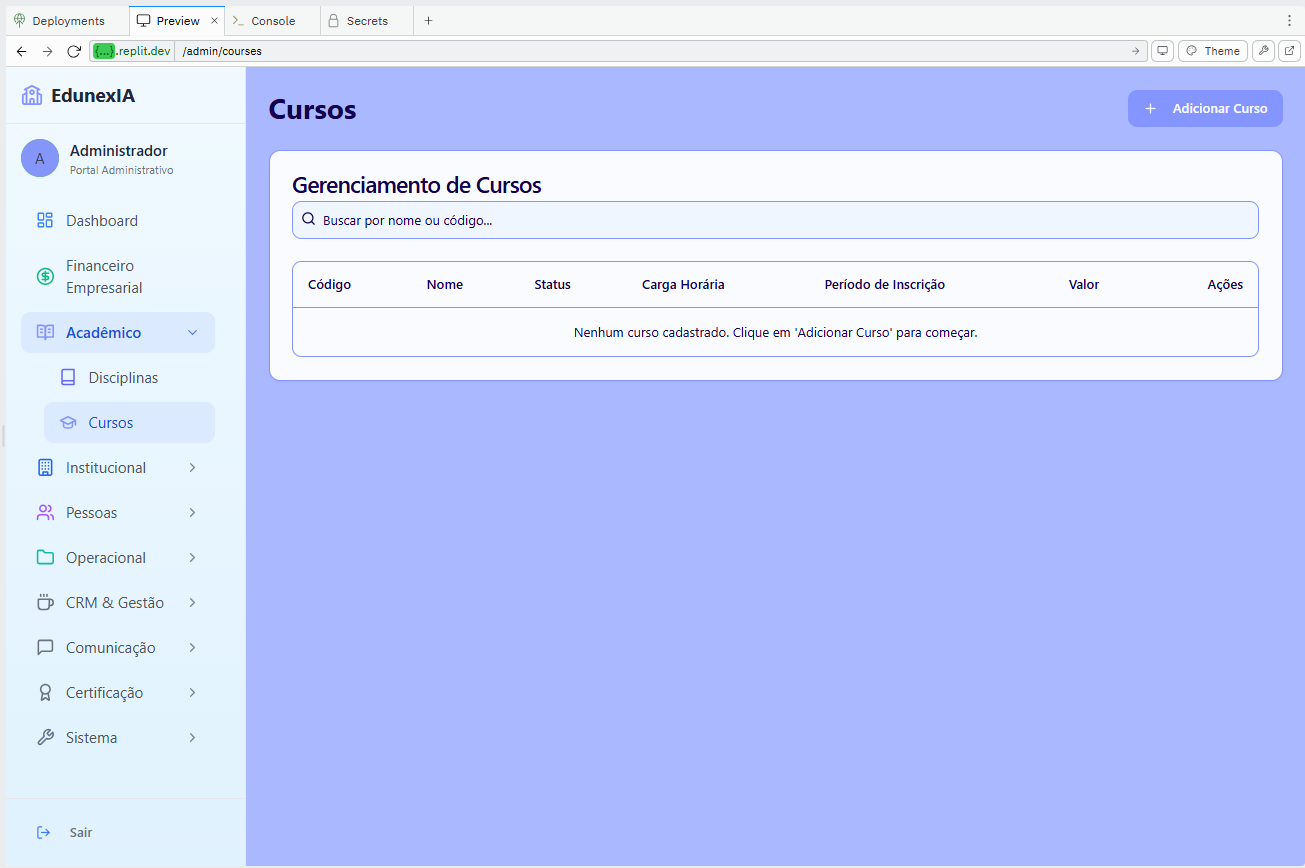 Deployments
Preview
Console
Secrets
{...}.replit.dev
/admin/courses
Theme
EdunexIA
A
Administrador
Portal Administrativo
Dashboard
Financeiro
Empresarial
Acadêmico
Disciplinas
Cursos
Institucional
Pessoas
Operacional
CRM & Gestão
Comunicação
Certificação
Sistema
Sair
Cursos
Adicionar Curso
Gerenciamento de Cursos
Buscar por nome ou código...
Código Nome Status Carga Horária Período de Inscrição Valor Ações
Nenhum curso cadastrado. Clique em 'Adicionar Curso' para começar.